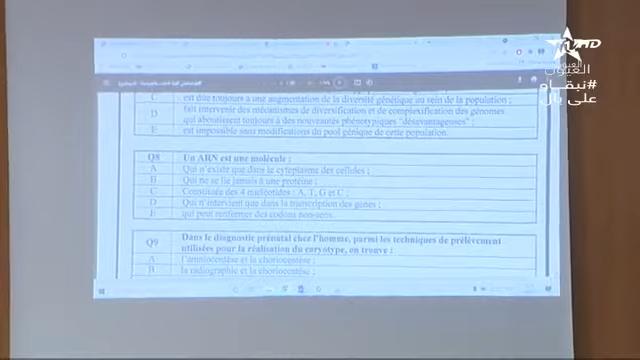 HD
العيون
#نبقاو
على بال
C est due toujours à une augmentation de la diversité génétique au sein de la population ;
D fait intervenir des mécanismes de diversification et de complexification des génomes
qui aboutissent toujours à des nouveautés phénotypiques "désavantageuses" ;
E est impossible sans modifications du pool génique de cette population.
Q8 Un ARN est une molécule :
A Qui n'existe que dans le cytoplasme des cellules ;
B Qui ne se lie jamais à une protéine ;
C Constituée des 4 nucléotides : A, T, G et C ;
D Qui n'intervient que dans la transcription des gènes ;
E qui peut renfermer des codons non-sens.
Q9 Dans le diagnostic prénatal chez l'homme, parmi les techniques de prélèvement
utilisées pour la réalisation du caryotype, on trouve :
A l'amniocentèse et la choriocentèse ;
B la radiographie et la choriocentèse ;